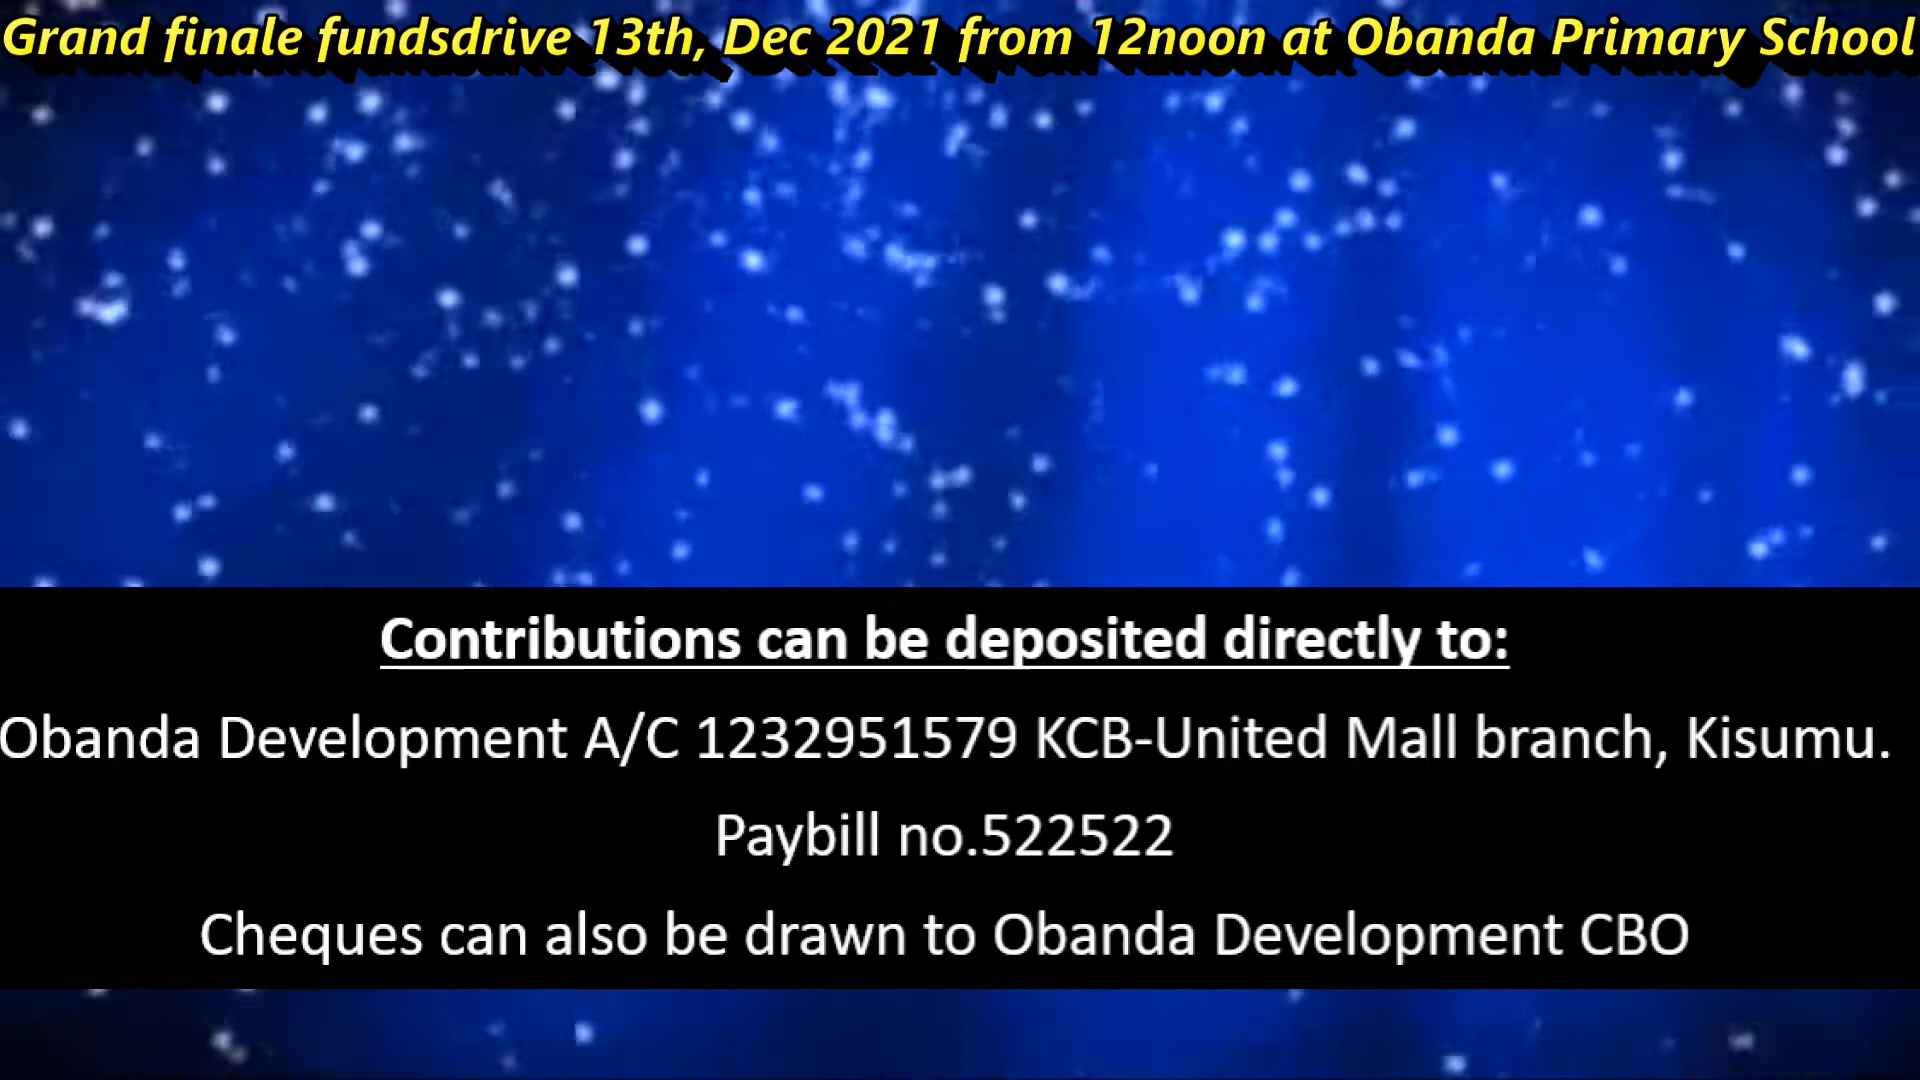 Grand finale fundsdrive 13th, Dec 2021 from 12noon at Obanda Primary School
Contributions can be deposited directly to:
Obanda Development A/C 1232951579 KCB-United Mall branch, Kisumu.
Paybill no.522522
Cheques can also be drawn to Obanda Development CBO